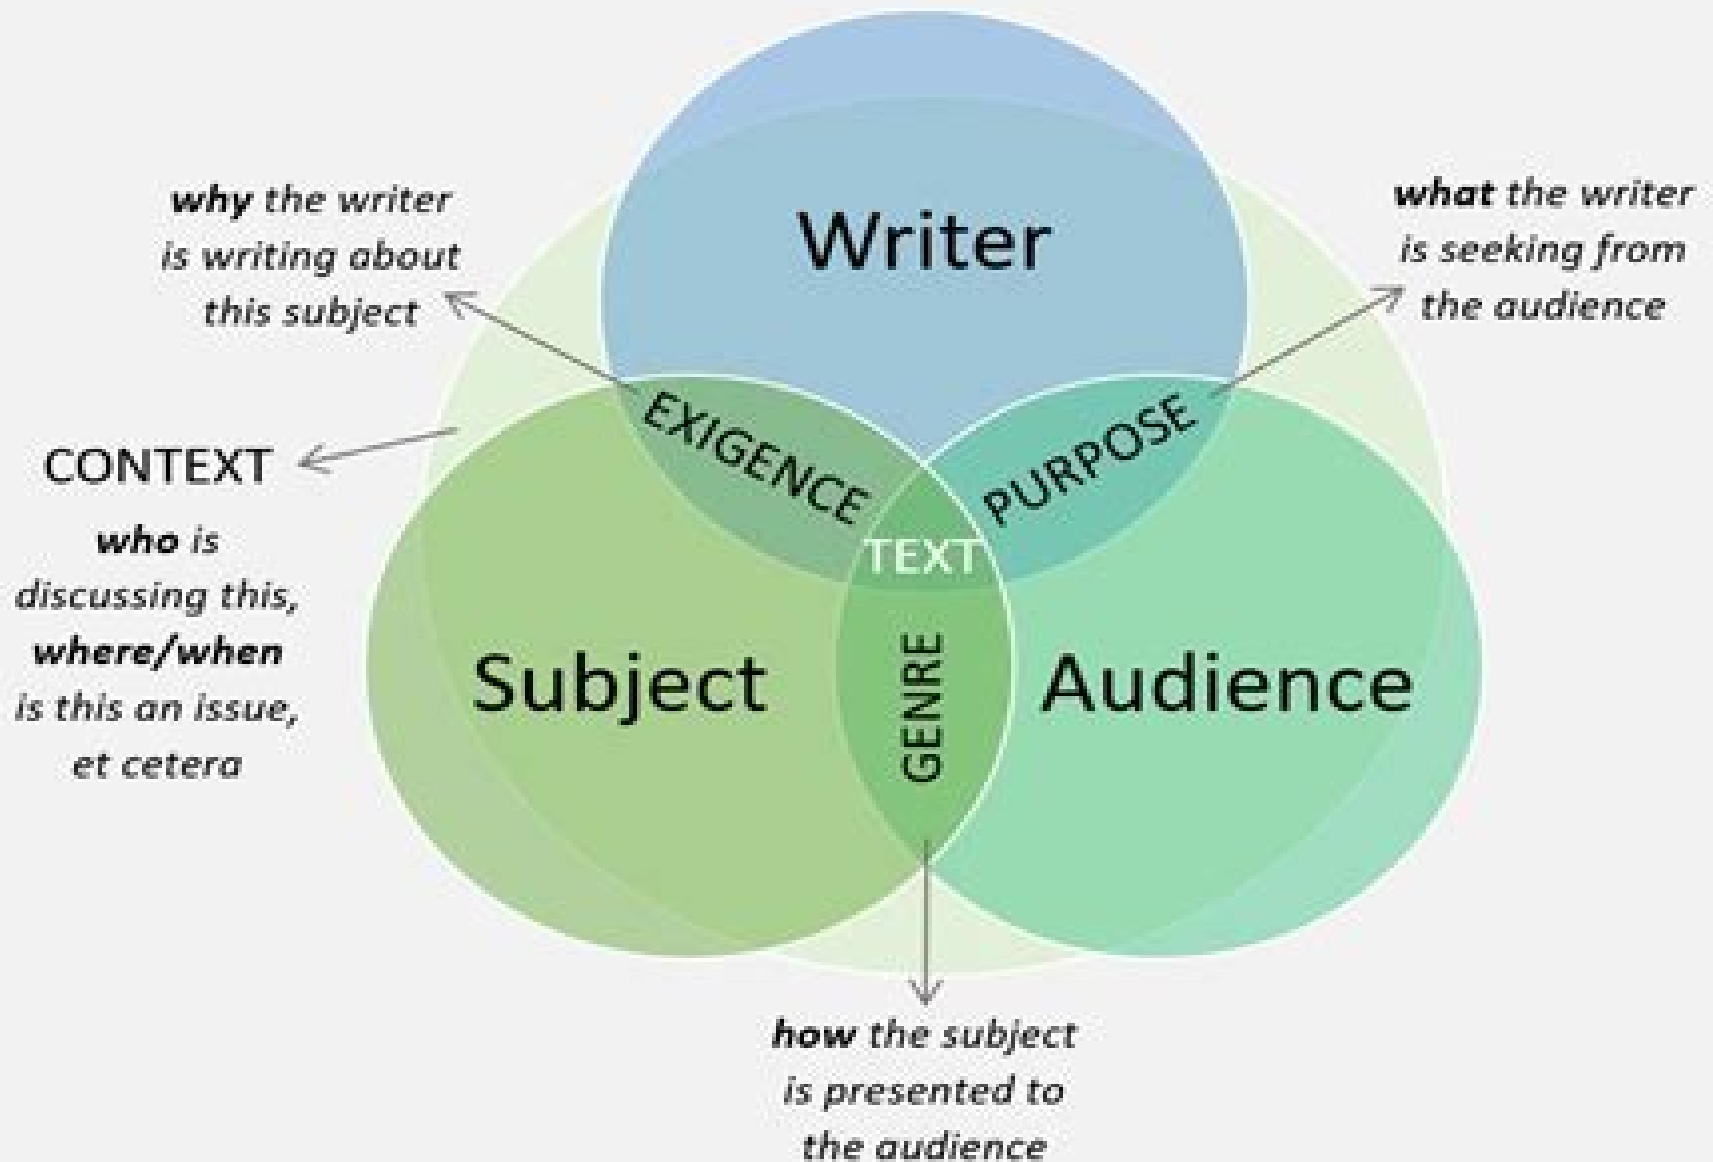 Writer
why the writer
is writing about
this subject
what the writer
is seeking from
the audience
EXIGENCE
PURPOSE
CONTEXT
who is
discussing this,
where/when
is this an issue,
et cetera
TEXT
Subject
GENRE
Audience
how the subject
is presented to
the audience